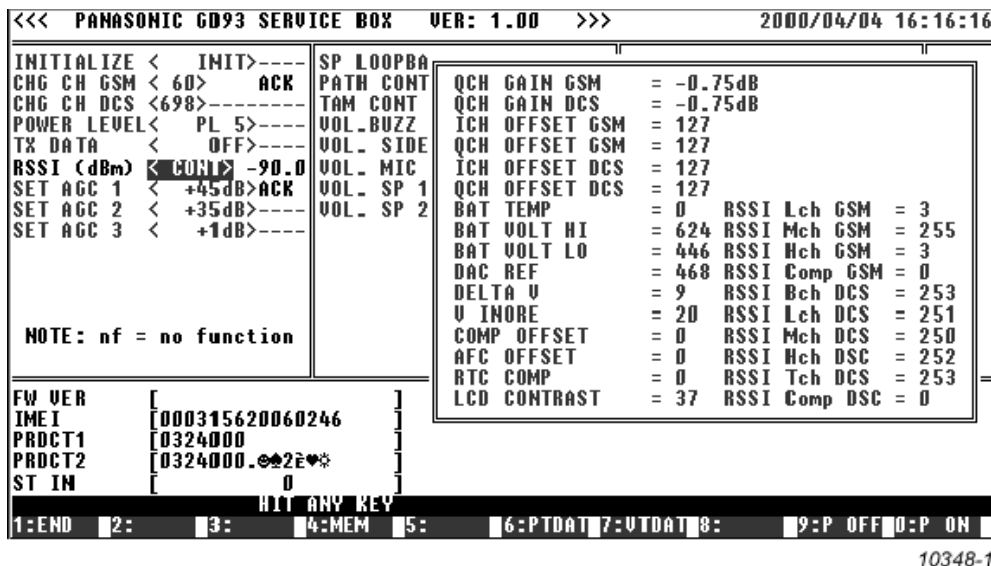 <<< PANASONIC GD93 SERVICE BOX VER: 1.00 >>> 2000/04/04 16:16:16
INITIALIZE < INIT>----
CHG CH GSM < 60> ACK
CHG CH DCS <698>---------
POWER LEVEL< PL 5>----
TX DATA < OFF>----
RSSI (dBm) < CONT> -90.0
SET AGC 1 < +45dB>ACK
SET AGC 2 < +35dB>----
SET AGC 3 < +1dB>----
NOTE: nf = no function
SP LOOPBA
PATH CONT
TAM CONT
VOL.BUZZ
VOL. SIDE
VOL. MIC
VOL. SP 1
VOL. SP 2
QCH GAIN GSM = -0.75dB
QCH GAIN DCS = -0.75dB
ICH OFFSET GSM = 127
QCH OFFSET GSM = 127
ICH OFFSET DCS = 127
QCH OFFSET DCS = 127
BAT TEMP = 0 RSSI Lch GSM = 3
BAT VOLT HI = 624 RSSI Mch GSM = 255
BAT VOLT LO = 446 RSSI Hch GSM = 3
DAC REF = 468 RSSI Comp GSM = 0
DELTA V = 9 RSSI Bch DCS = 253
V INORE = 20 RSSI Lch DCS = 251
COMP OFFSET = 0 RSSI Mch DCS = 250
AFC OFFSET = 0 RSSI Hch DSC = 252
RTC COMP = 0 RSSI Tch DCS = 253
LCD CONTRAST = 37 RSSI Comp DSC = 0
FW VER [ ]
IMEI [000315620060246 ]
PRDCT1 [0324000 ]
PRDCT2 [0324000.☻♠2È♥☼ ]
ST IN [ 0 ]
HIT ANY KEY
1:END 2: 3: 4:MEM 5: 6:PTDAT 7:VTDAT 8: 9:P OFF 0:P ON
10348-1